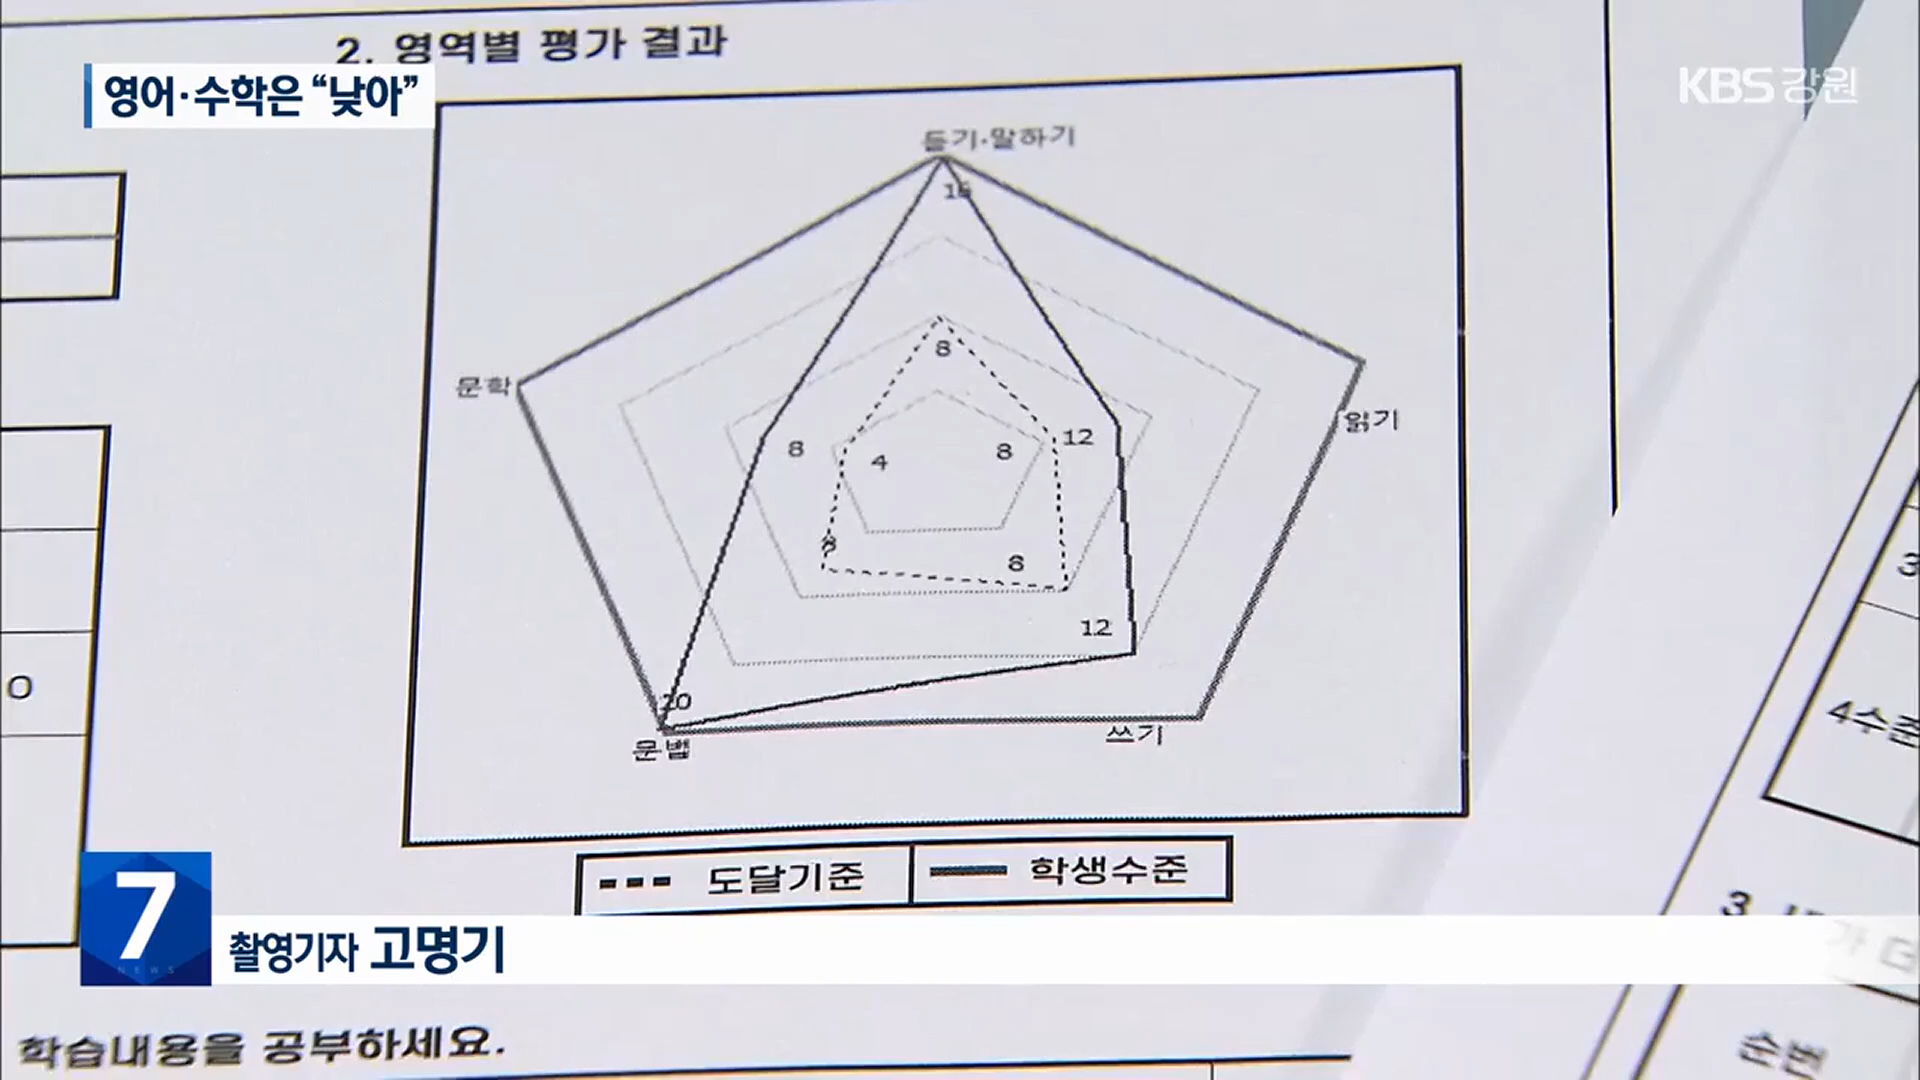 2. 영역별 평가 결과
영어·수학은 “낮아”
KBS강원
듣기·말하기
16
8
문학
읽기
12
8
4
8
8
8
12
20
문법
쓰기
4수준
도달기준
학생수준
3.
7
NEWS
촬영기자 고명기
학습내용을 공부하세요.
순번